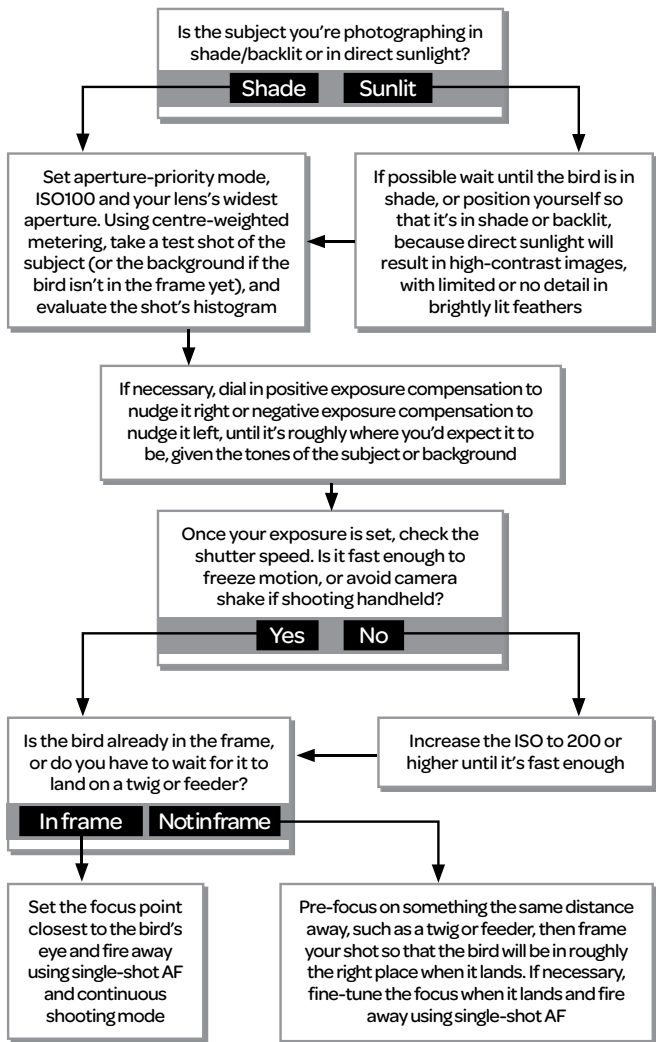 Is the subject you're photographing in
shade/backlit or in direct sunlight?
Shade Sunlit
Set aperture-priority mode,
ISO100 and your lens's widest
aperture. Using centre-weighted
metering, take a test shot of the
subject (or the background if the
bird isn't in the frame yet), and
evaluate the shot's histogram
If possible wait until the bird is in
shade, or position yourself so
that it's in shade or backlit,
because direct sunlight will
result in high-contrast images,
with limited or no detail in
brightly lit feathers
If necessary, dial in positive exposure compensation to
nudge it right or negative exposure compensation to
nudge it left, until it's roughly where you'd expect it to
be, given the tones of the subject or background
Once your exposure is set, check the
shutter speed. Is it fast enough to
freeze motion, or avoid camera
shake if shooting handheld?
Yes No
Is the bird already in the frame,
or do you have to wait for it to
land on a twig or feeder?
In frame Not in frame
Increase the ISO to 200 or
higher until it's fast enough
Set the focus point
closest to the bird's
eye and fire away
using single-shot AF
and continuous
shooting mode
Pre-focus on something the same distance
away, such as a twig or feeder, then frame
your shot so that the bird will be in roughly
the right place when it lands. If necessary,
fine-tune the focus when it lands and fire
away using single-shot AF